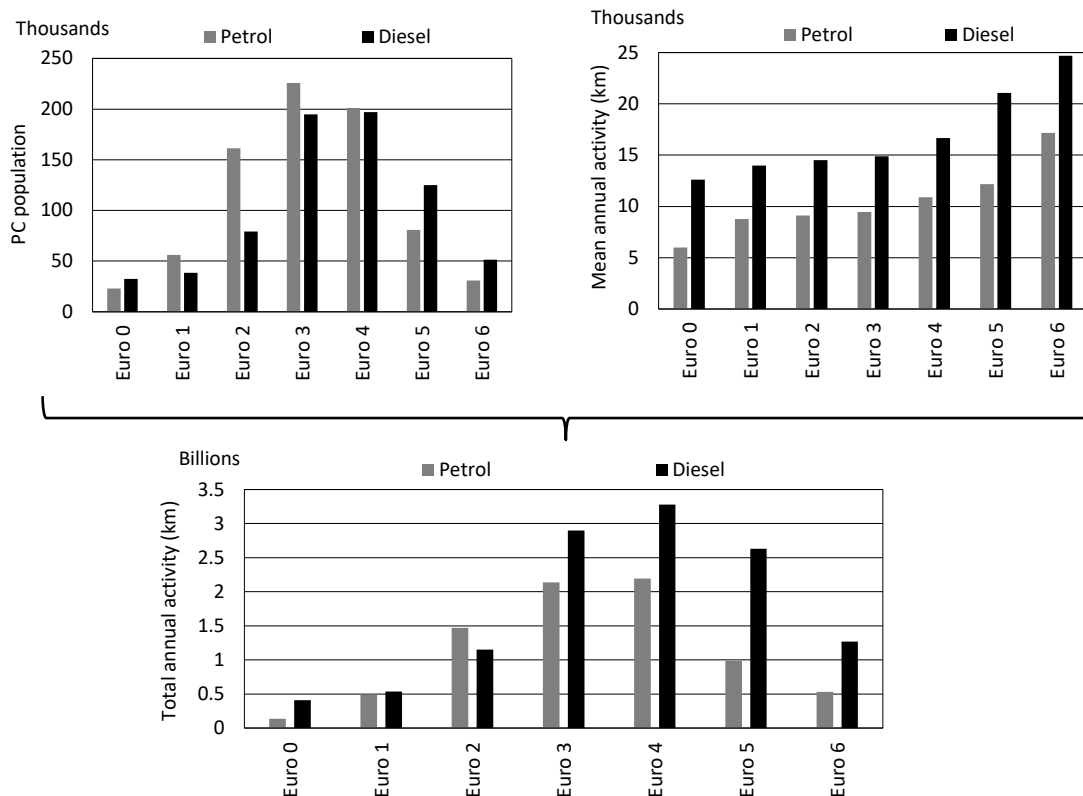 Thousands
Petrol Diesel
PC population
250
200
150
100
50
0
Euro 0 Euro 1 Euro 2 Euro 3 Euro 4 Euro 5 Euro 6
Thousands
Petrol Diesel
Mean annual activity (km)
25
20
15
10
5
0
Euro 0 Euro 1 Euro 2 Euro 3 Euro 4 Euro 5 Euro 6
Billions
Petrol Diesel
Total annual activity (km)
3.5
3
2.5
2
1.5
1
0.5
0
Euro 0 Euro 1 Euro 2 Euro 3 Euro 4 Euro 5 Euro 6